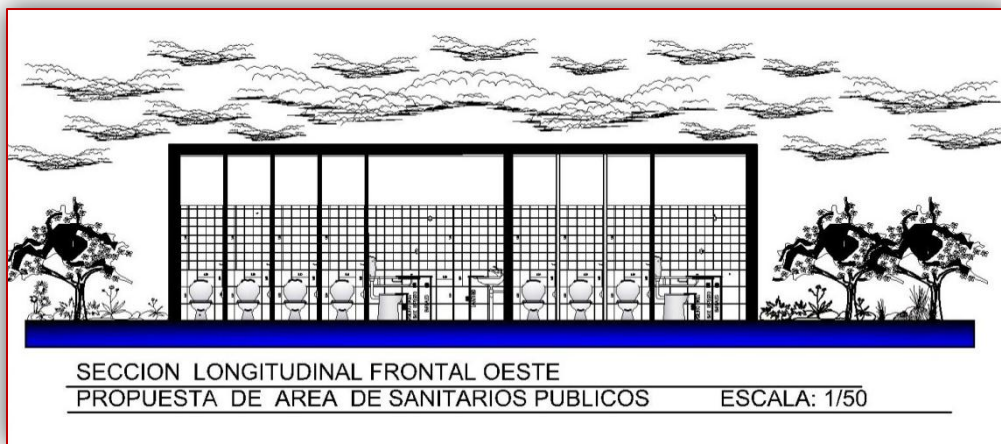 SECCION LONGITUDINAL FRONTAL OESTE
PROPUESTA DE AREA DE SANITARIOS PUBLICOS ESCALA: 1/50